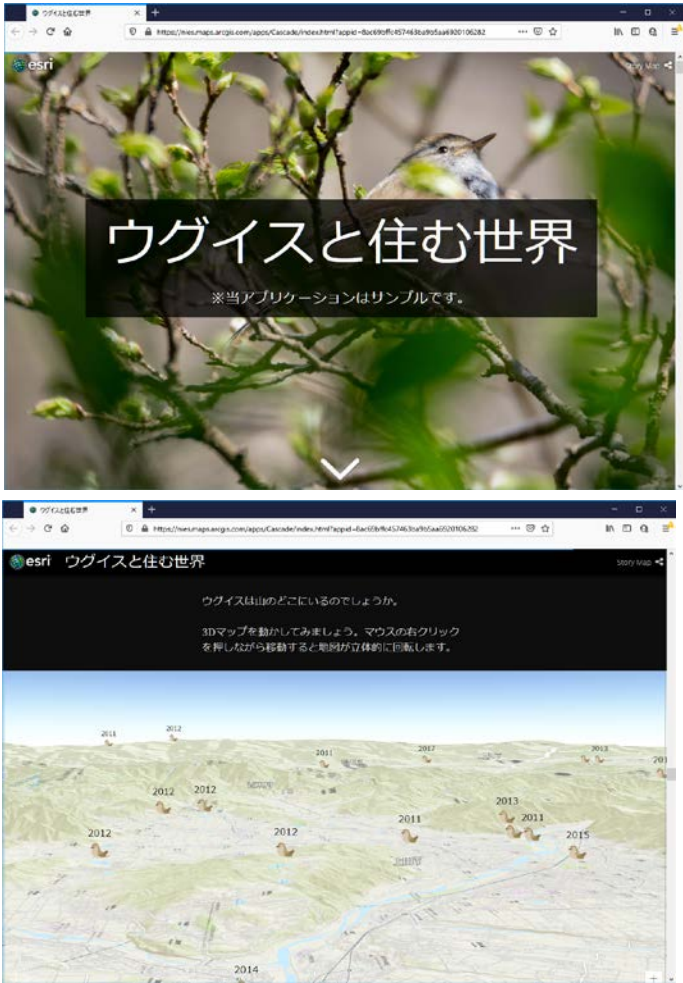 ウグイスと住む世界
esri
Story Map
ウグイスと住む世界
※当アプリケーションはサンプルです。
ウグイスと住む世界
esri ウグイスと住む世界
Story Map
ウグイスは山のどこにいるのでしょうか。
3Dマップを動かしてみましょう。マウスの右クリック
を押しながら移動すると地図が立体的に回転します。
2011
2012
2011
2017
2013
201
2012
2012
2013
2011
2011
2012
2012
2015
2014